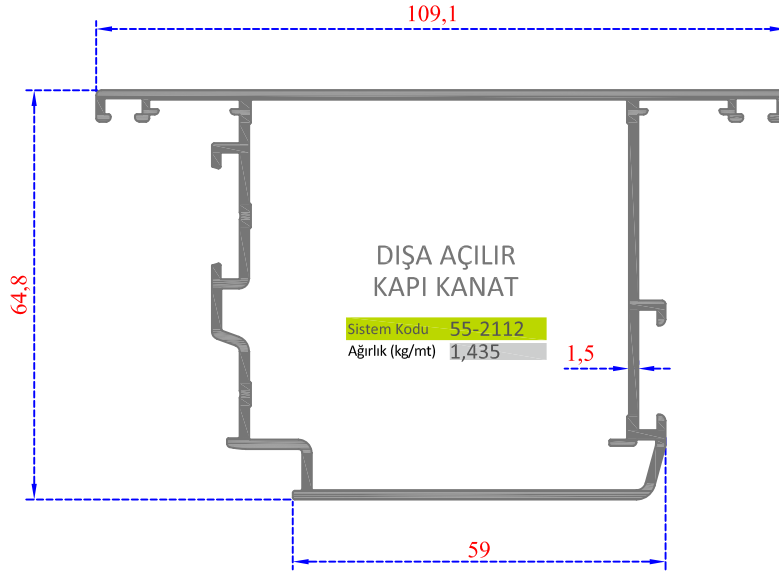 109,1
64,8
DIŞA AÇILIR
KAPI KANAT
Sistem Kodu 55-2112
Ağırlık (kg/mt) 1,435
1,5
59